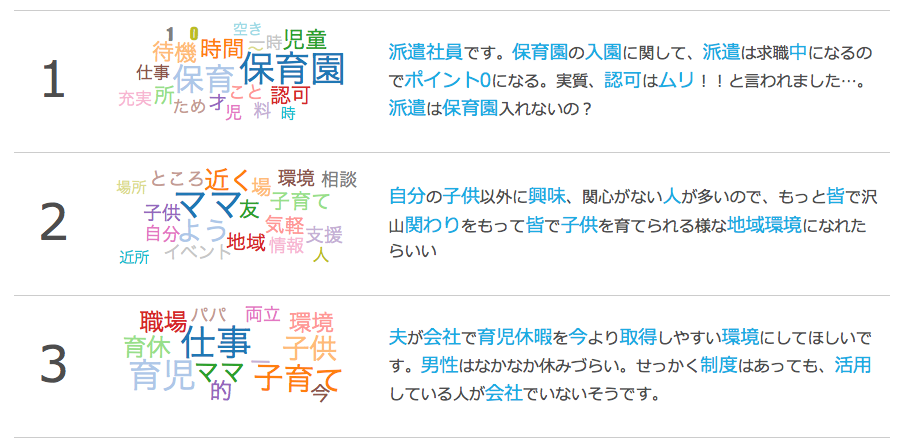 1
1 0 空き
待機 時間 〜 一時 児童
仕事 保育 保育園
充実 所 ため 才 こと 認可
児 料 時
派遣社員です。保育園の入園に関して、派遣は求職中になるの
でポイント0になる。実質、認可はムリ！！と言われました…。
派遣は保育園入れないの？
2
場所 ところ 近く 場 環境 相談
子供 ママ 友 子育て
自分 よう 地域 気軽 情報 支援
近所 イベント 人
自分の子供以外に興味、関心がない人が多いので、もっと皆で沢
山関わりをもって皆で子供を育てられる様な地域環境になれた
らいい
3
職場 パパ 両立 環境
育休 仕事 子供
育児 ママ 子育て
的 今
夫が会社で育児休暇を今より取得しやすい環境にしてほしいで
す。男性はなかなか休みづらい。せっかく制度はあっても、活用
している人が会社でいないそうです。